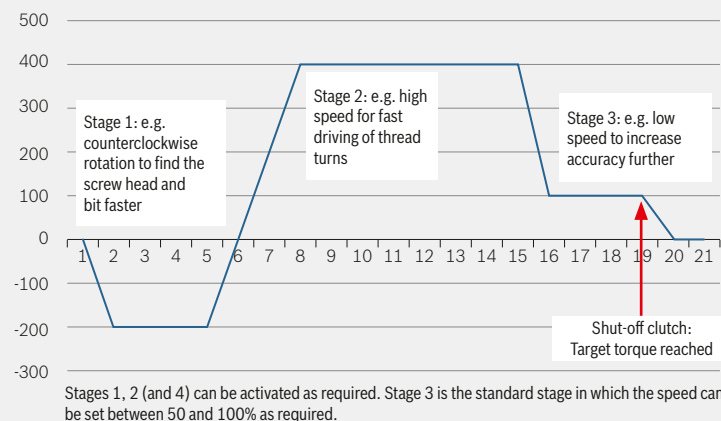 500
400
300
200
100
0
-100
-200
-300
1 2 3 4 5 6 7 8 9 10 11 12 13 14 15 16 17 18 19 20 21
Stage 1: e.g.
counterclockwise
rotation to find the
screw head and
bit faster
Stage 2: e.g. high
speed for fast
driving of thread
turns
Stage 3: e.g. low
speed to increase
accuracy further
Shut-off clutch:
Target torque reached
Stages 1, 2 (and 4) can be activated as required. Stage 3 is the standard stage in which the speed can
be set between 50 and 100% as required.